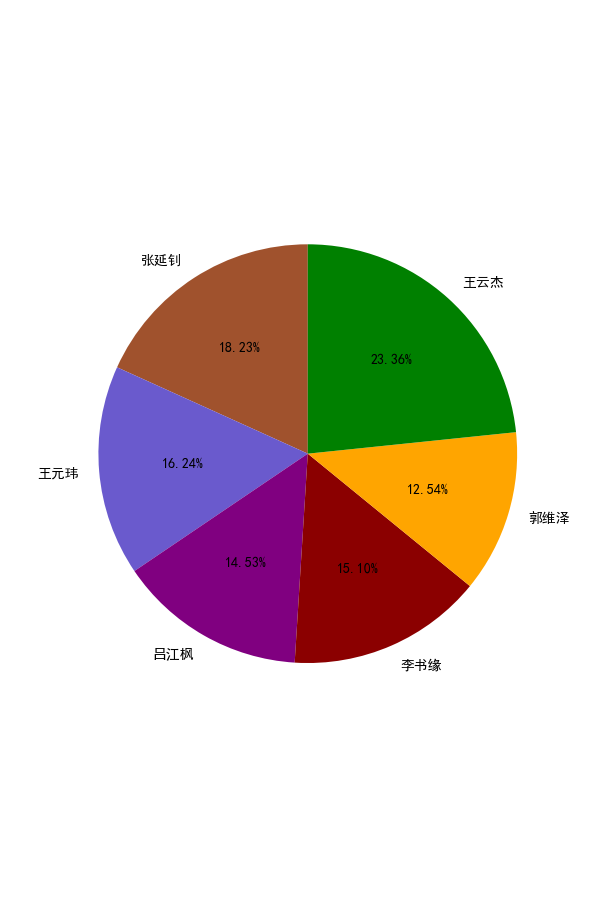 张延钊
王云杰
18.23%
23.36%
16.24%
王元玮
12.54%
郭维泽
14.53%
15.10%
吕江枫
李书缘